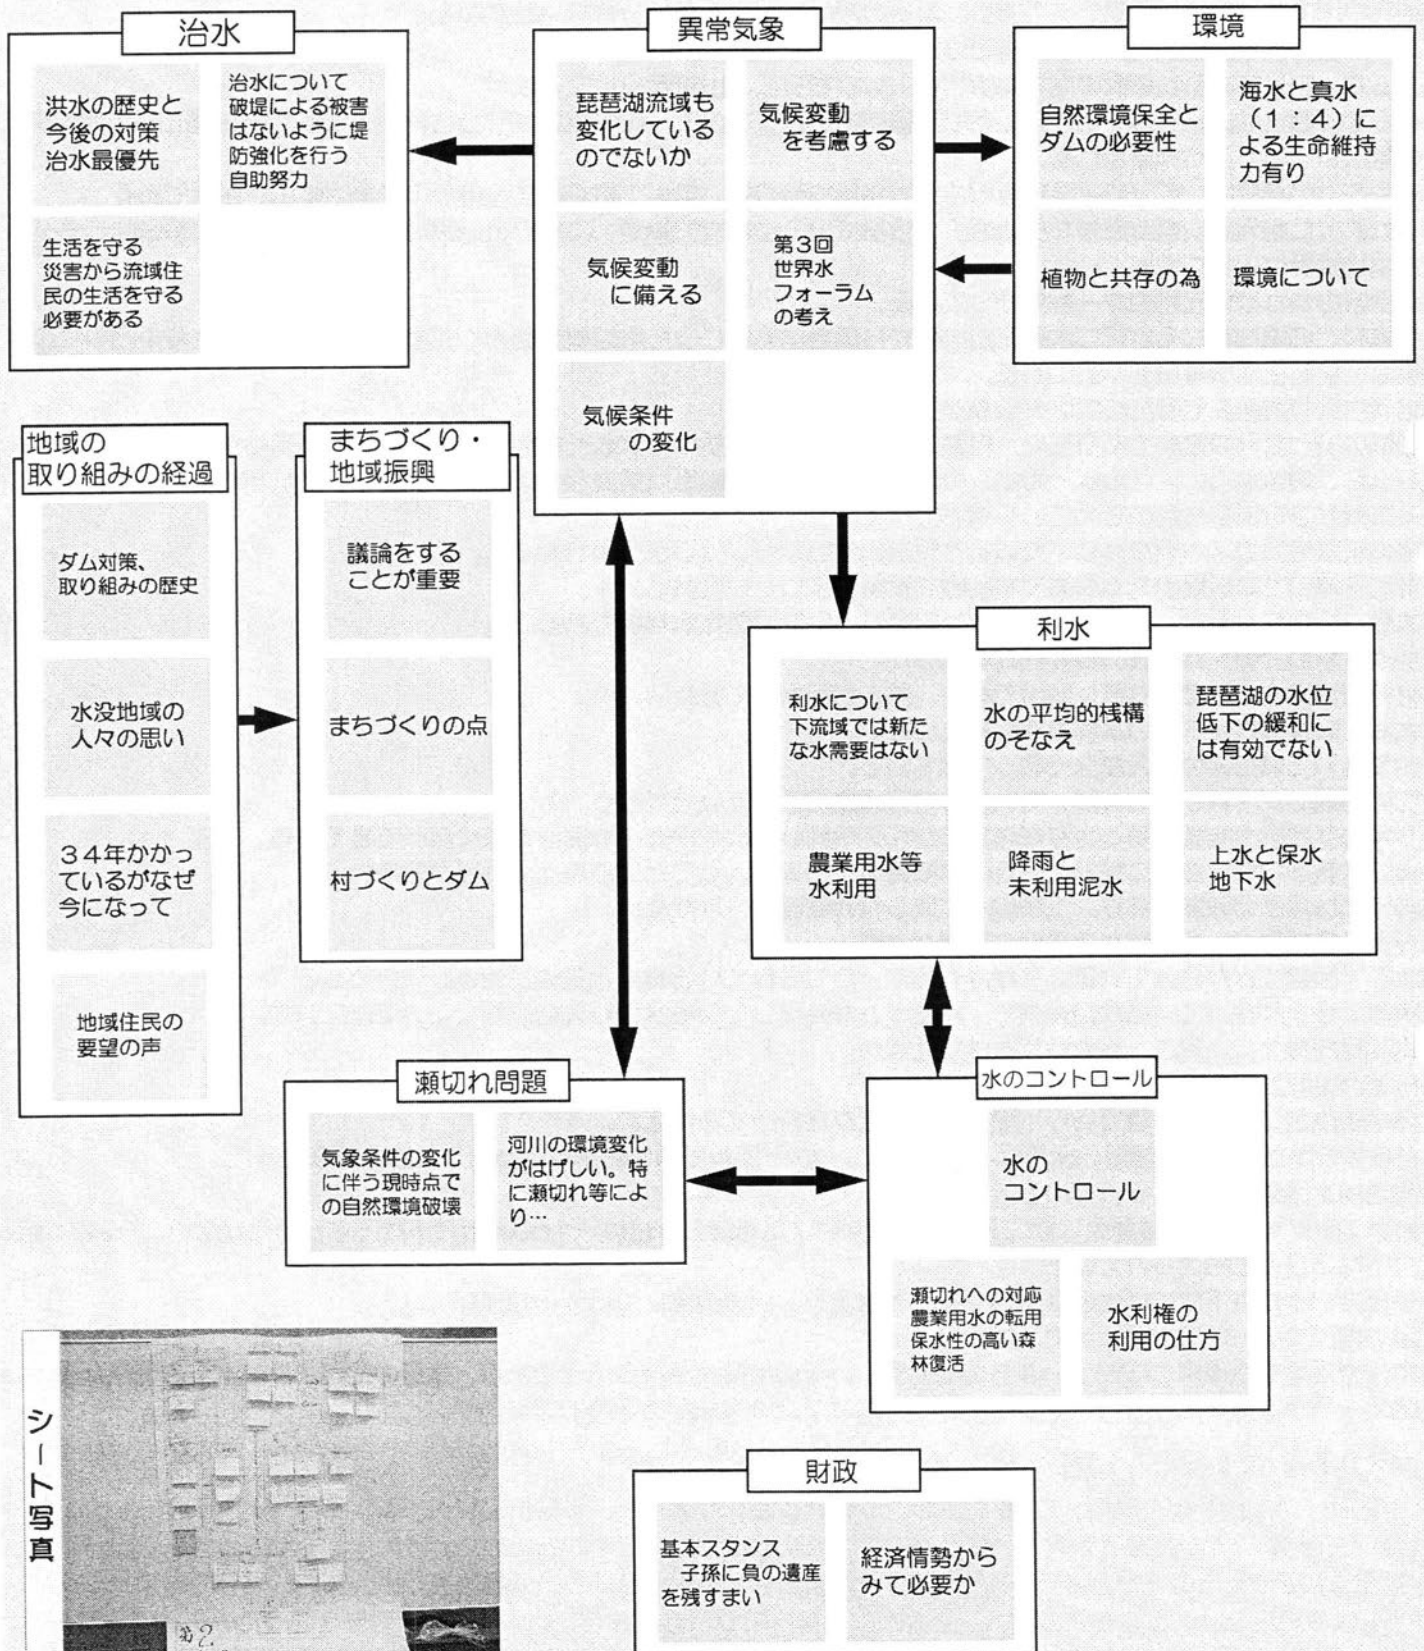 治水
洪水の歴史と
今後の対策
治水最優先
治水について
破堤による被害
はないように堤
防強化を行う
自助努力
生活を守る
災害から流域住
民の生活を守る
必要がある
異常気象
琵琶湖流域も
変化している
のでないか
気候変動
を考慮する
気候変動
に備える
第3回
世界水
フォーラム
の考え
気候条件
の変化
環境
自然環境保全と
ダムの必要性
海水と真水
(1:4)に
よる生命維持
力有り
植物と共存の為
環境について
地域の
取り組みの経過
ダム対策、
取り組みの歴史
水没地域の
人々の思い
34年かかっ
ているがなぜ
今になって
地域住民の
要望の声
まちづくり・
地域振興
議論をする
ことが重要
まちづくりの点
村づくりとダム
利水
利水について
下流域では新た
な水需要はない
水の平均的桟構
のそなえ
琵琶湖の水位
低下の緩和に
は有効でない
農業用水等
水利用
降雨と
未利用泥水
上水と保水
地下水
瀬切れ問題
気象条件の変化
に伴う現時点で
の自然環境破壊
河川の環境変化
がはげしい。特
に瀬切れ等によ
り…
水のコントロール
水の
コントロール
瀬切れへの対応
農業用水の転用
保水性の高い森
林復活
水利権の
利用の仕方
シート写真
第2
財政
基本スタンス
子孫に負の遺産
を残すまい
経済情勢から
みて必要か